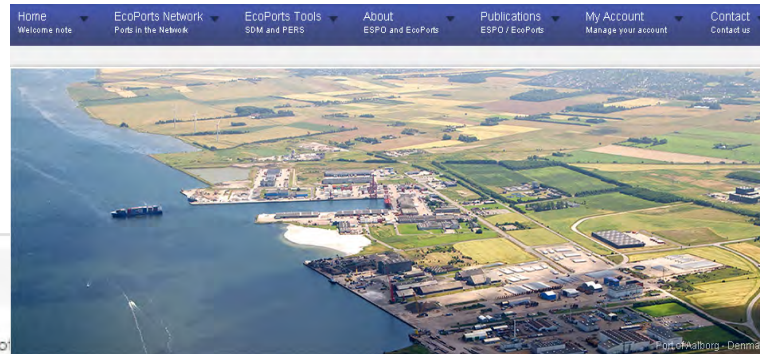 Home EcoPorts Network EcoPorts Tools About Publications My Account Contact
Welcome note Ports in the Network SDM and PERS ESPO and EcoPorts ESPO / EcoPorts Manage your account Contact us
Port of Aalborg - Denma